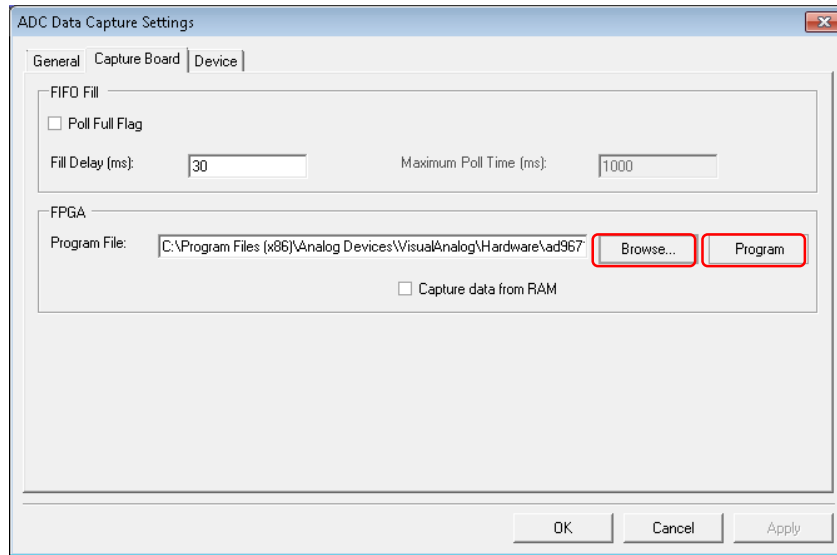 ADC Data Capture Settings
General Capture Board Device
FIFO Fill
Poll Full Flag
Fill Delay (ms): 30 Maximum Poll Time (ms): 1000
FPGA
Program File: C:\Program Files (x86)\Analog Devices\VisualAnalog\Hardware\ad967 Browse... Program
Capture data from RAM
OK Cancel Apply